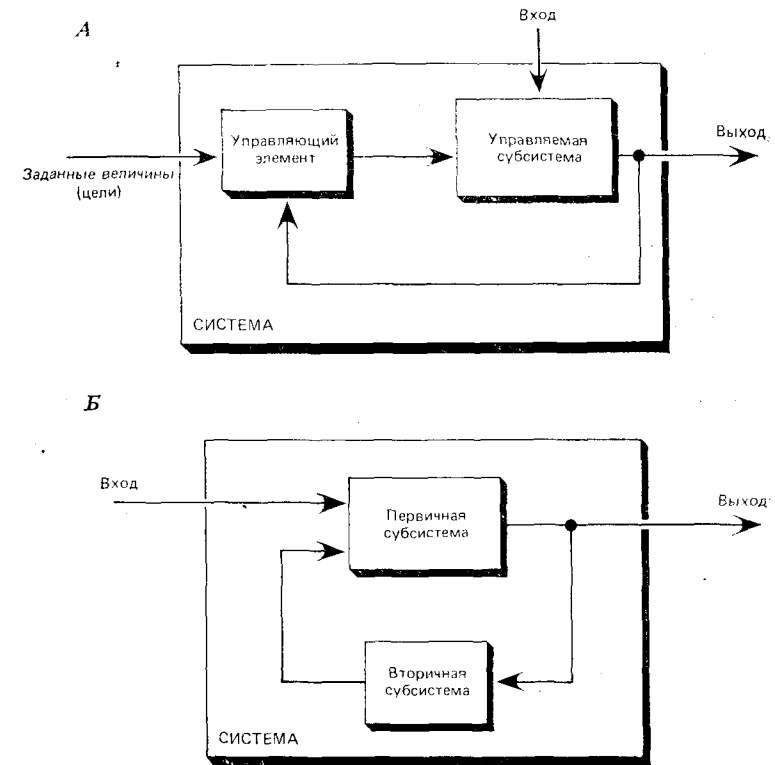 А
Вход
Управляющий
элемент
Управляемая
субсистема
Выход
Заданные величины
(цели)
СИСТЕМА
Б
Вход
Первичная
субсистема
Выход
Вторичная
субсистема
СИСТЕМА